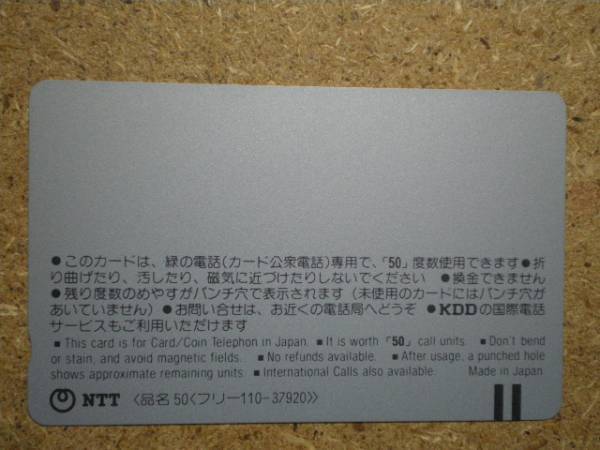 ●このカードは、緑の電話(カード公衆電話)専用で、「50」度数使用できます●折
り曲げたり、汚したり、磁気に近づけたりしないでください ●換金できません
●残り度数のめやすがパンチ穴で表示されます(未使用のカードにはパンチ穴が
あいていません) ●お問い合せは、お近くの電話局へどうぞ ●KDDの国際電話
サービスもご利用いただけます
■ This card is for Card/Coin Telephon in Japan. ■ It is worth 「50」 call units. ■ Don't bend
or stain, and avoid magnetic fields. ■ No refunds available. ■ After usage, a punched hole
shows approximate remaining units. ■ International Calls also available. Made in Japan
NTT 〈品名 50《フリー110-37920》〉